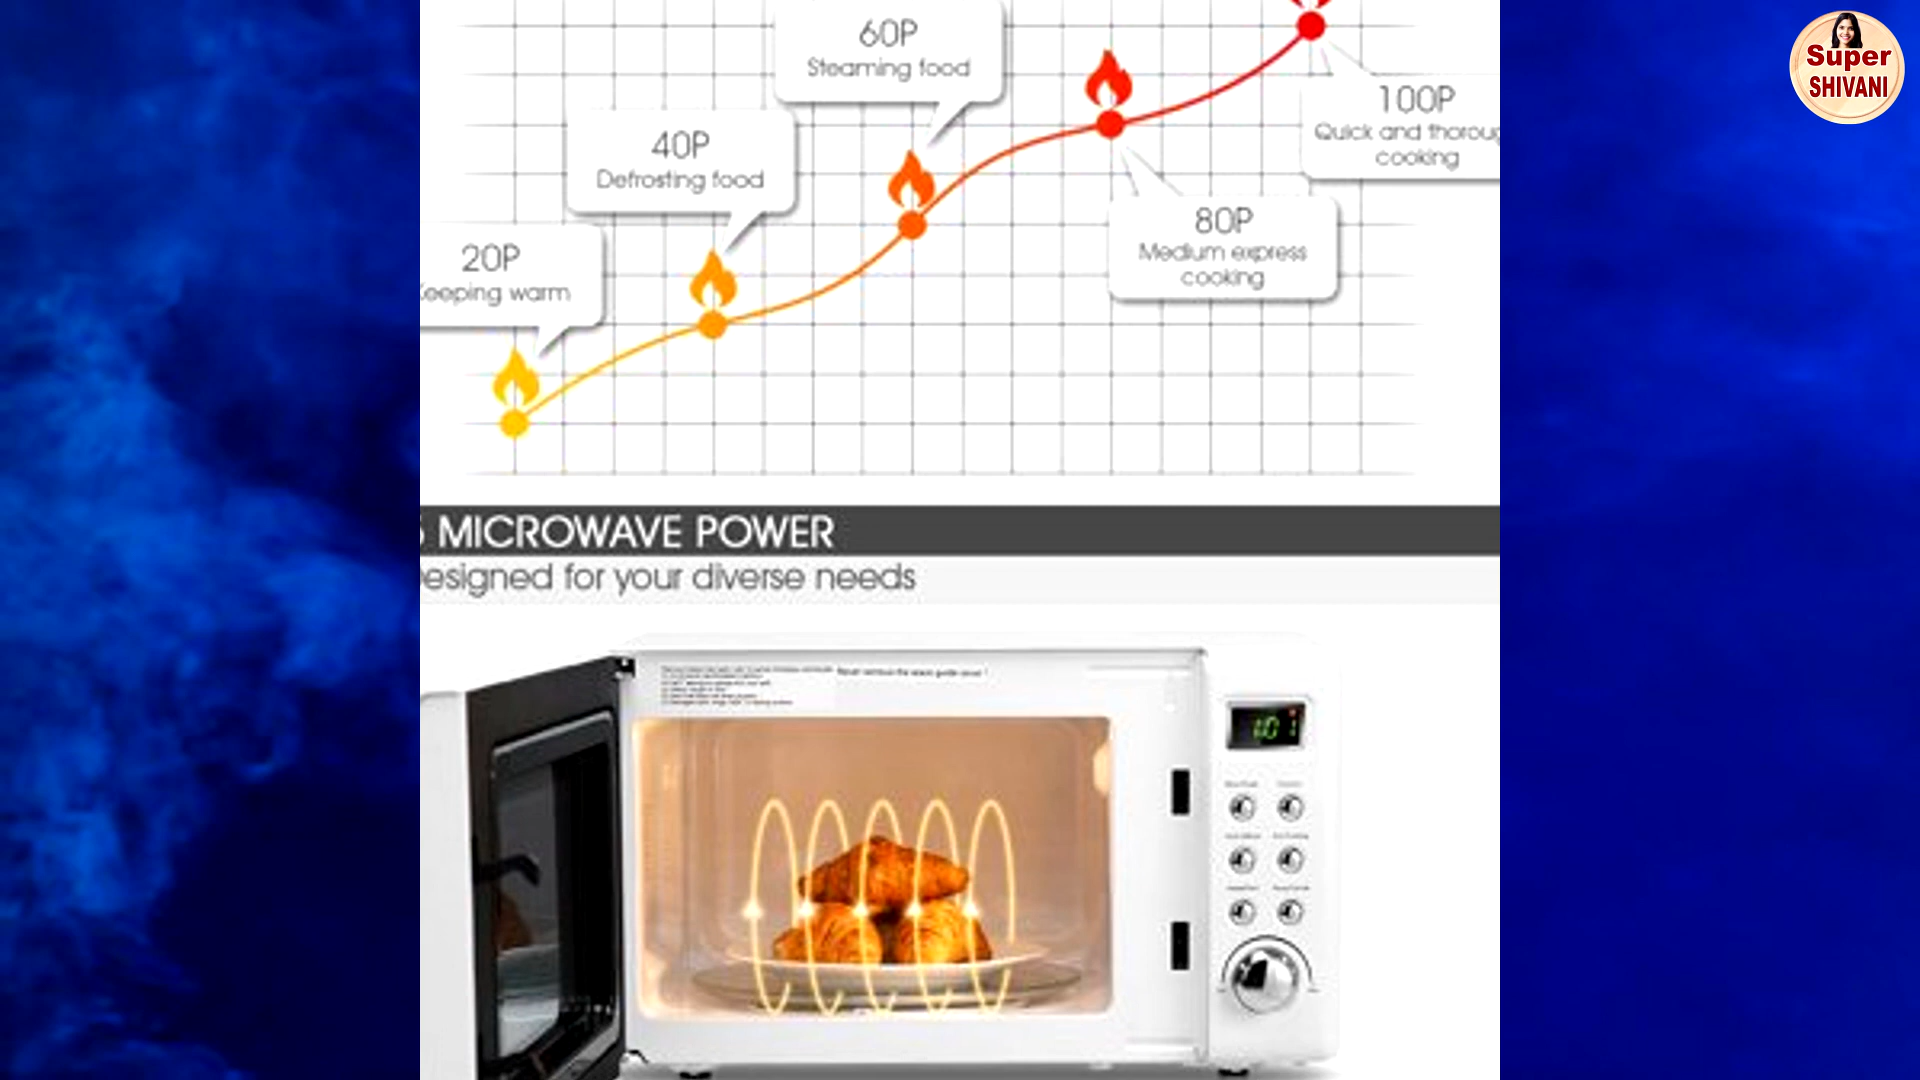 60P
Steaming food
Super
SHIVANI
100P
Quick and thoroug
cooking
40P
Defrosting food
80P
Medium express
cooking
20P
eeping warm
MICROWAVE POWER
esigned for your diverse needs